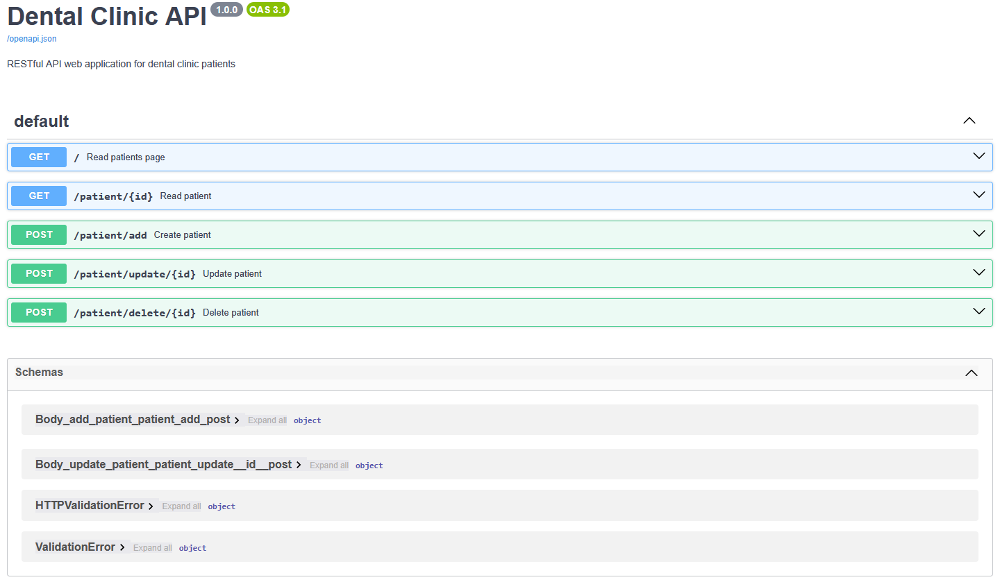 Dental Clinic API 1.0.0 OAS 3.1
/openapi.json
RESTful API web application for dental clinic patients
default
GET / Read patients page
GET /patient/{id} Read patient
POST /patient/add Create patient
POST /patient/update/{id} Update patient
POST /patient/delete/{id} Delete patient
Schemas
Body_add_patient_patient_add_post Expand all object
Body_update_patient_patient_update__id__post Expand all object
HTTPValidationError Expand all object
ValidationError Expand all object